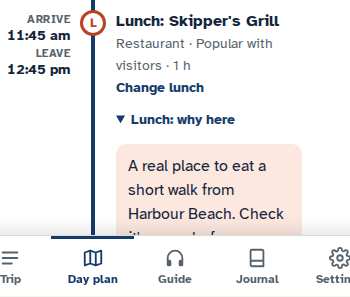 ARRIVE
11:45 am
LEAVE
12:45 pm
L
Lunch: Skipper's Grill
Restaurant · Popular with
visitors · 1 h
Change lunch
▼ Lunch: why here
A real place to eat a
short walk from
Harbour Beach. Check
Trip
Day plan
Guide
Journal